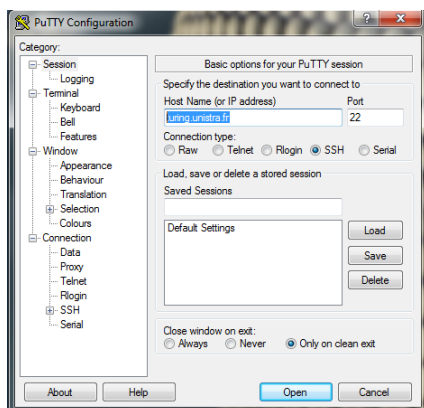 PuTTY Configuration
Category:
Session
Logging
Terminal
Keyboard
Bell
Features
Window
Appearance
Behaviour
Translation
Selection
Colours
Connection
Data
Proxy
Telnet
Rlogin
SSH
Serial
Basic options for your PuTTY session
Specify the destination you want to connect to
Host Name (or IP address) Port
turing.unistra.fr 22
Connection type:
Raw Telnet Rlogin SSH Serial
Load, save or delete a stored session
Saved Sessions
Default Settings
Load
Save
Delete
Close window on exit:
Always Never Only on clean exit
About Help Open Cancel